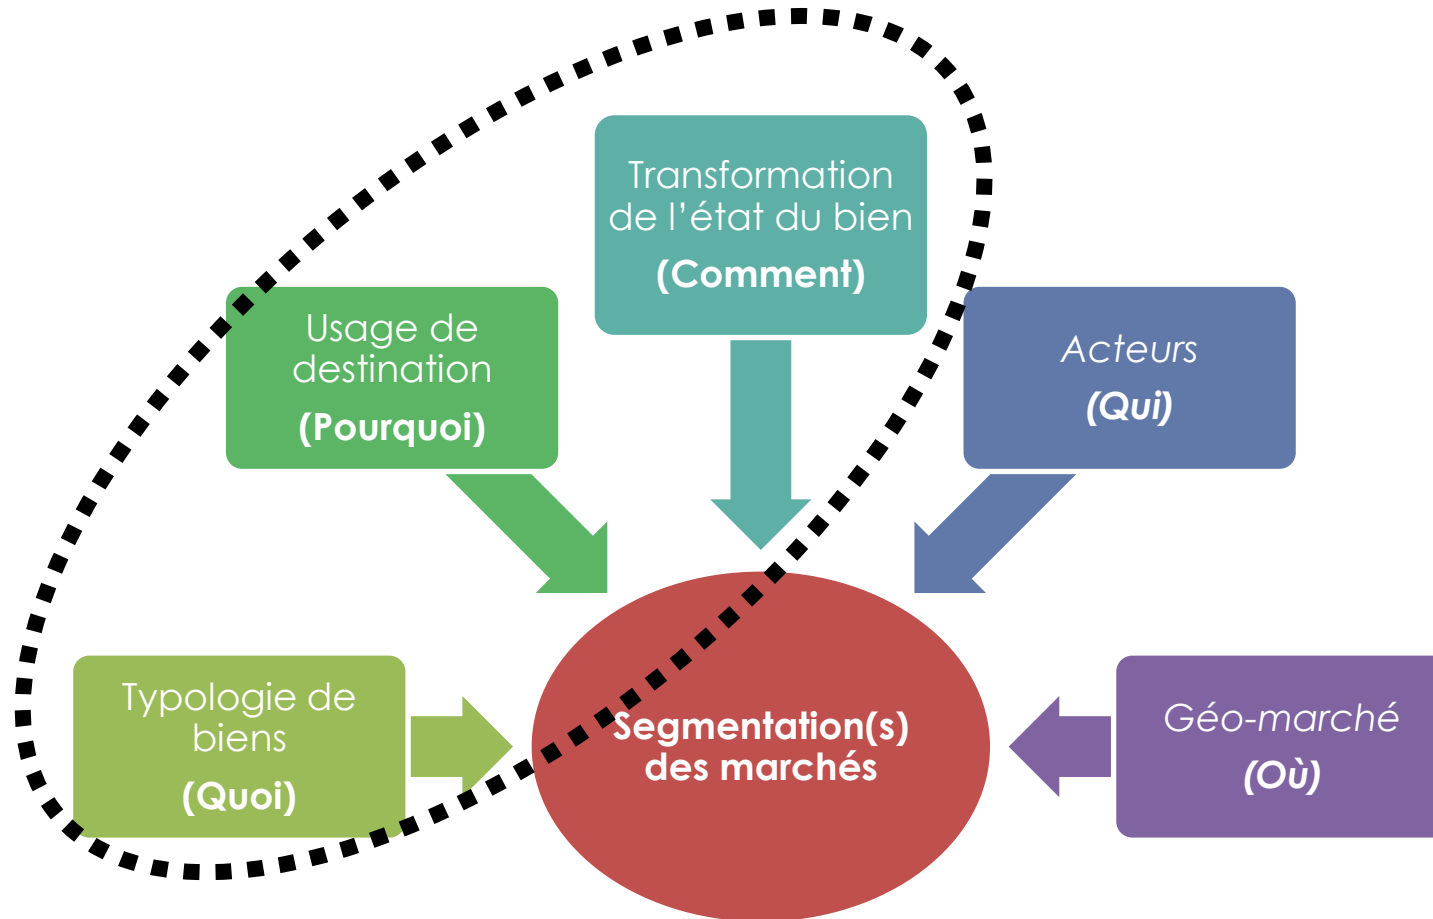 Transformation
de l’état du bien
(Comment)
Usage de
destination
(Pourquoi)
Acteurs
(Qui)
Typologie de
biens
(Quoi)
Segmentation(s)
des marchés
Géo-marché
(Où)